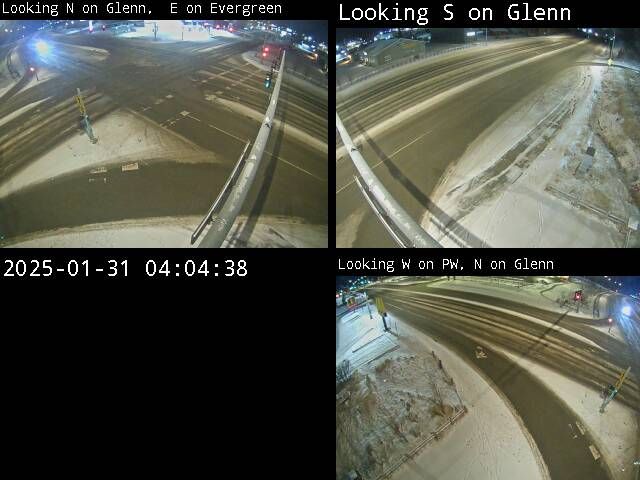 Looking N on Glenn,  E on Evergreen
Looking S on Glenn
2025-01-31 04:04:38
Looking W on PW, N on Glenn